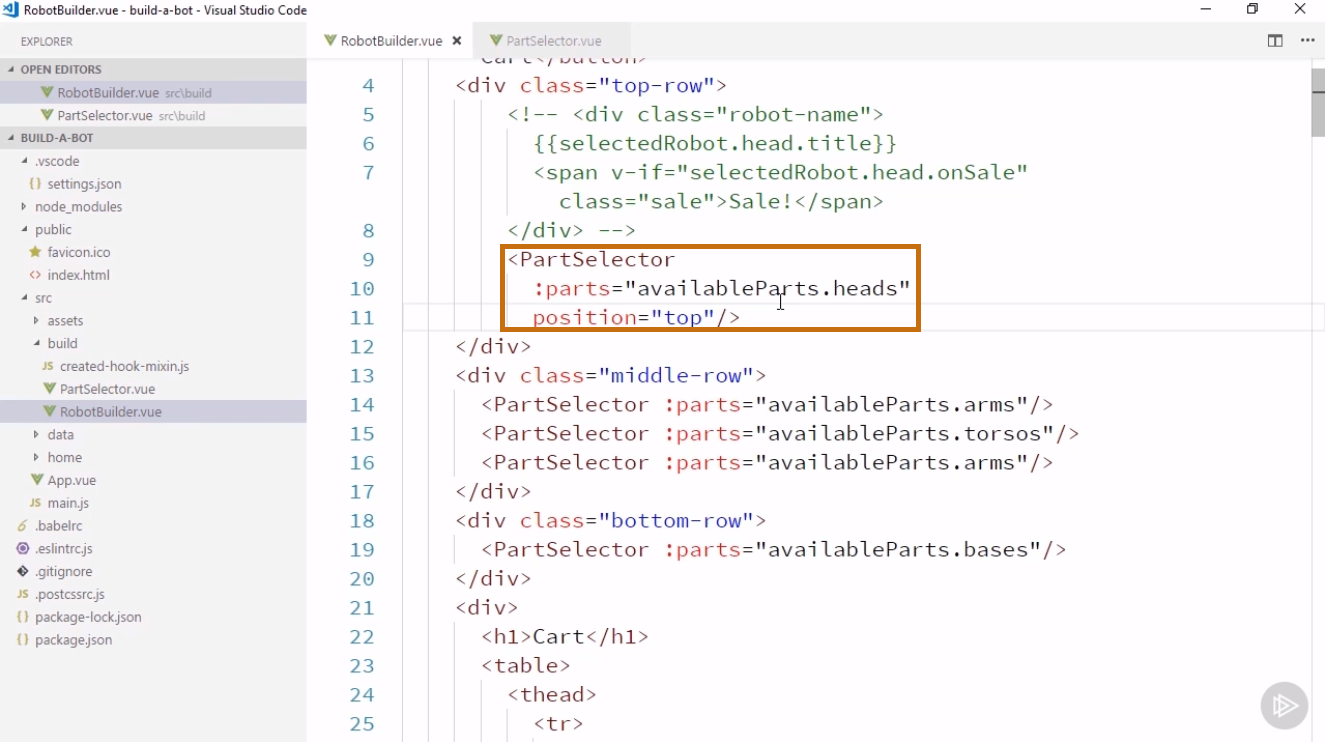 RobotBuilder.vue - build-a-bot - Visual Studio Code
EXPLORER
OPEN EDITORS
RobotBuilder.vue src\build
PartSelector.vue src\build
BUILD-A-BOT
.vscode
{} settings.json
node_modules
public
favicon.ico
<> index.html
src
assets
build
JS created-hook-mixin.js
PartSelector.vue
RobotBuilder.vue
data
home
App.vue
JS main.js
.babelrc
.eslintrc.js
.gitignore
JS .postcssrc.js
{} package-lock.json
{} package.json
RobotBuilder.vue PartSelector.vue
Cart</button>
4 <div class="top-row">
5 <!-- <div class="robot-name">
6 {{selectedRobot.head.title}}
7 <span v-if="selectedRobot.head.onSale"
class="sale">Sale!</span>
8 </div> -->
9 <PartSelector
10 :parts="availableParts.heads"
11 position="top"/>
12 </div>
13 <div class="middle-row">
14 <PartSelector :parts="availableParts.arms"/>
15 <PartSelector :parts="availableParts.torsos"/>
16 <PartSelector :parts="availableParts.arms"/>
17 </div>
18 <div class="bottom-row">
19 <PartSelector :parts="availableParts.bases"/>
20 </div>
21 <div>
22 <h1>Cart</h1>
23 <table>
24 <thead>
25 <tr>